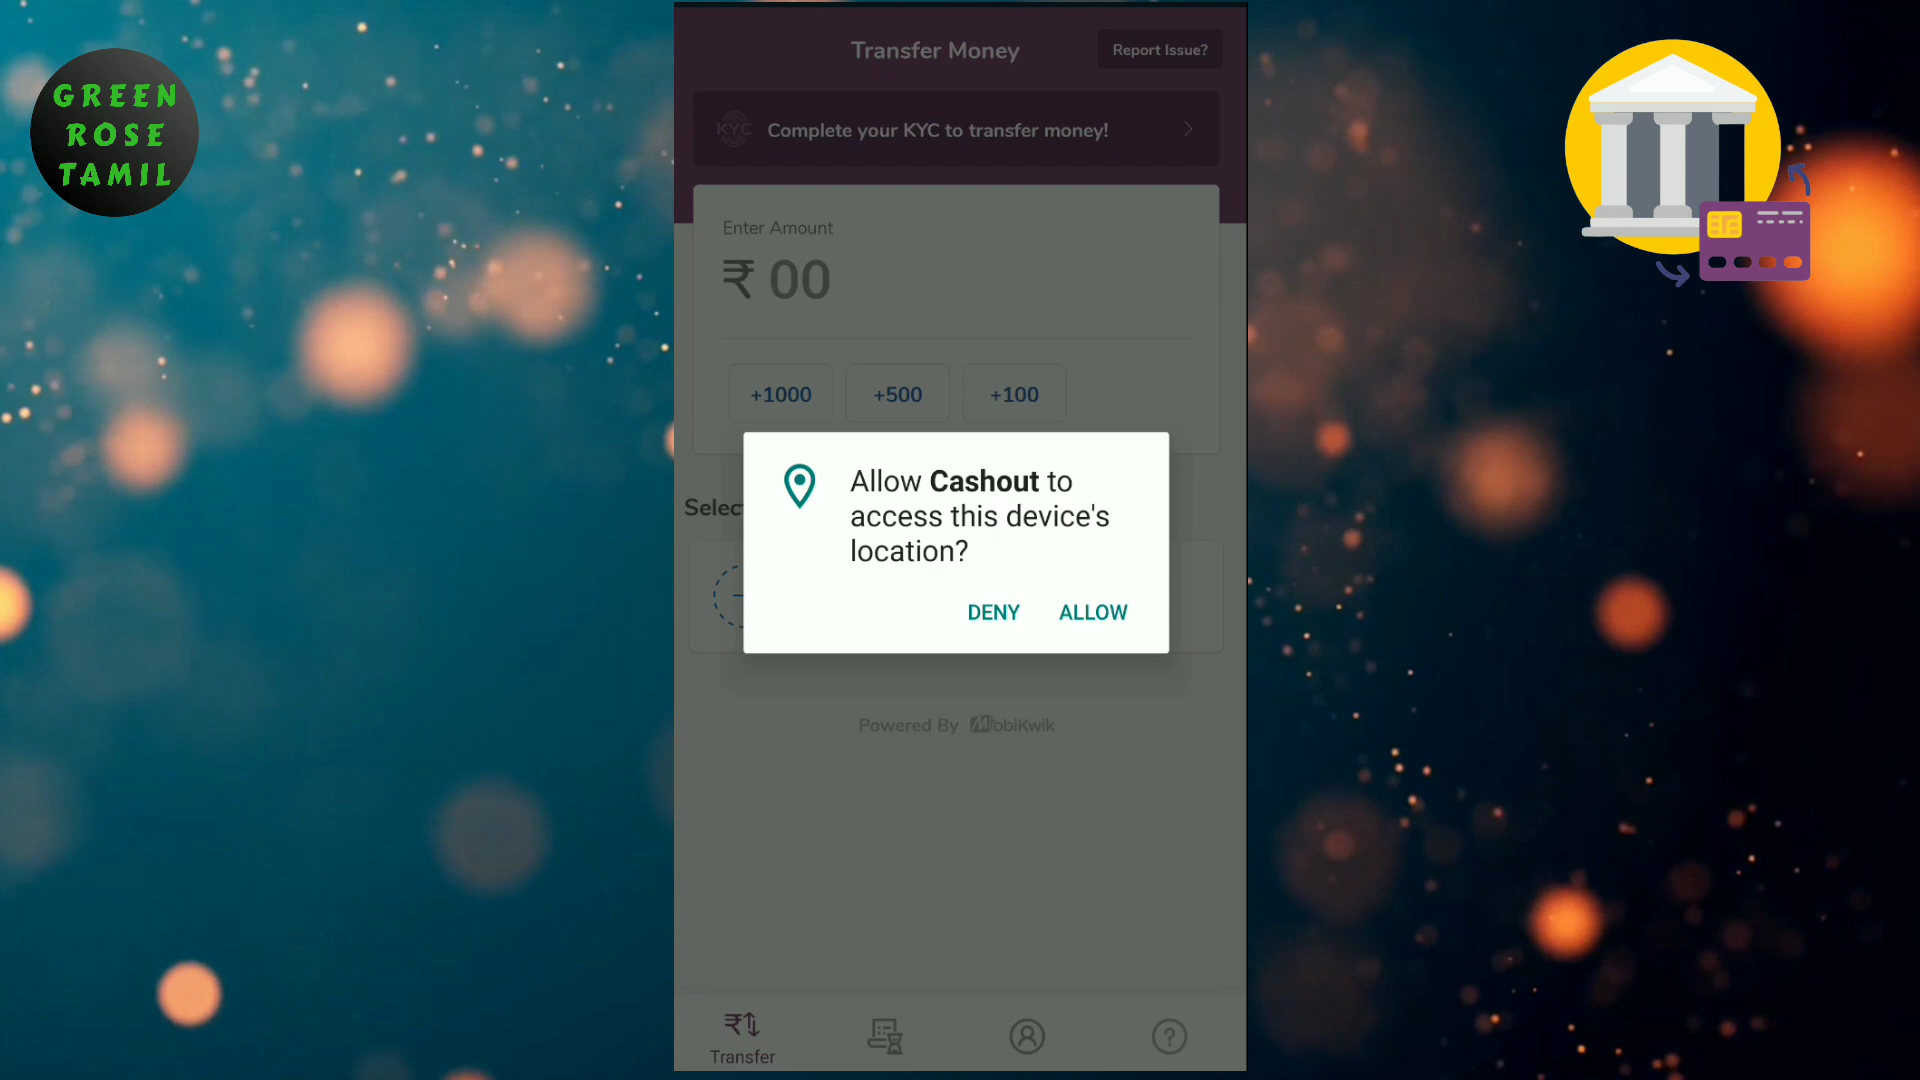 GREEN
ROSE
TAMIL
Transfer Money
Report Issue?
KYC
Complete your KYC to transfer money!
Enter Amount
₹ 00
+1000
+500
+100
Selec
Allow Cashout to
access this device's
location?
DENY
ALLOW
Powered By MobiKwik
Transfer